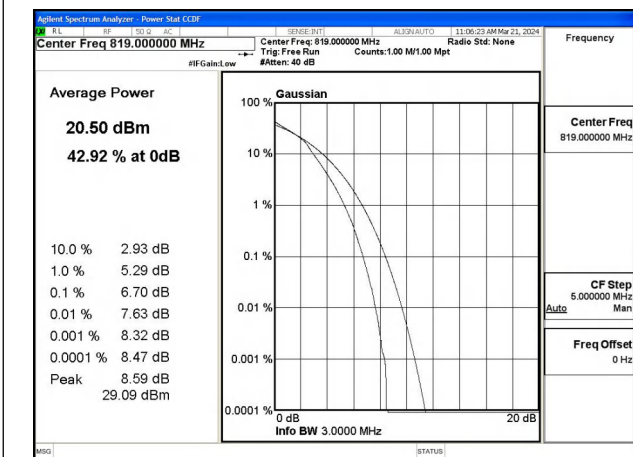 Agilent Spectrum Analyzer - Power Stat CCDF
RL RF 50 Ω AC SENSE:INT ALIGN AUTO 11:06:23 AM Mar 21, 2024
Center Freq 819.000000 MHz
Center Freq: 819.000000 MHz Radio Std: None
Trig: Free Run Counts:1.00 M/1.00 Mpt
#IFGain:Low #Atten: 40 dB
Frequency
Average Power
20.50 dBm
42.92 % at 0dB
10.0 % 2.93 dB
1.0 % 5.29 dB
0.1 % 6.70 dB
0.01 % 7.63 dB
0.001 % 8.32 dB
0.0001 % 8.47 dB
Peak 8.59 dB
29.09 dBm
Gaussian
100 %
10 %
1 %
0.1 %
0.01 %
0.001 %
0.0001 %
0 dB 20 dB
Info BW 3.0000 MHz
Center Freq
819.000000 MHz
CF Step
5.000000 MHz
Auto Man
Freq Offset
0 Hz
MSG STATUS